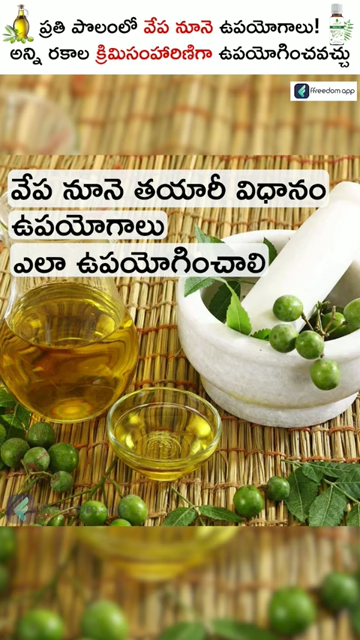 ప్రతి పొలంలో వేప నూనె ఉపయోగాలు!
అన్ని రకాల క్రిమిసంహారిణిగా ఉపయోగించవచ్చు
ffreedom app
వేప నూనె తయారీ విధానం
ఉపయోగాలు
ఎలా ఉపయోగించాలి